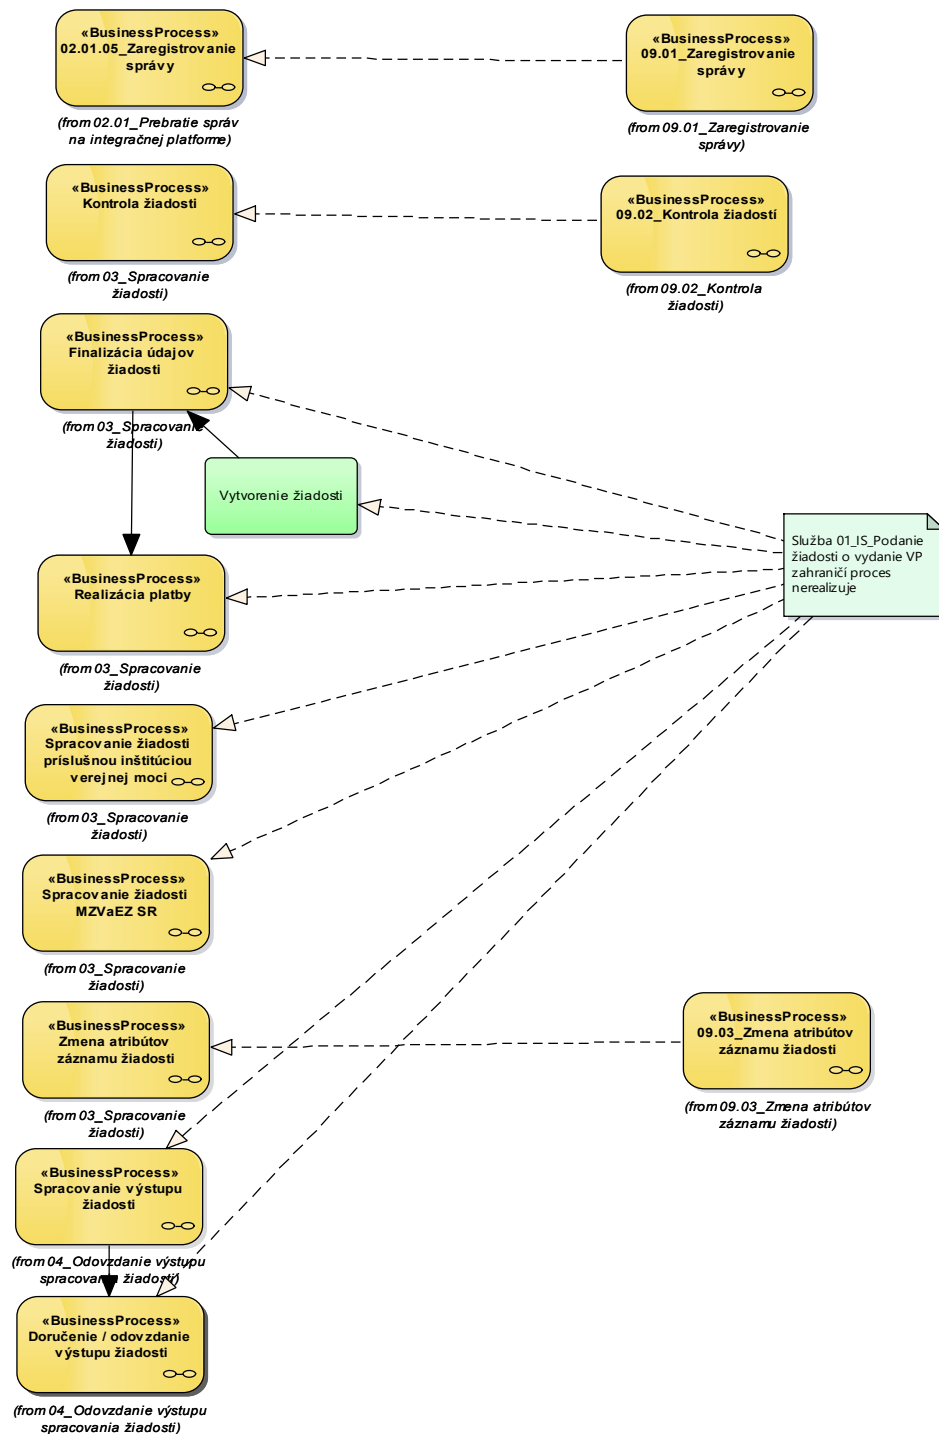 «BusinessProcess»
02.01.05_Zaregistrovanie
správy
(from 02.01_Prebratie správ
na integračnej platforme)
«BusinessProcess»
09.01_Zaregistrovanie
správy
(from 09.01_Zaregistrovanie
správy)
«BusinessProcess»
Kontrola žiadosti
(from 03_Spracovanie
žiadosti)
«BusinessProcess»
09.02_Kontrola žiadostí
(from 09.02_Kontrola
žiadosti)
«BusinessProcess»
Finalizácia údajov
žiadosti
(from 03_Spracovanie
žiadosti)
Vytvorenie žiadosti
Služba 01_IS_Podanie
žiadosti o vydanie VP
zahraničí proces
nerealizuje
«BusinessProcess»
Realizácia platby
(from 03_Spracovanie
žiadosti)
«BusinessProcess»
Spracovanie žiadosti
príslušnou inštitúciou
verejnej moci
(from 03_Spracovanie
žiadosti)
«BusinessProcess»
Spracovanie žiadosti
MZVaEZ SR
(from 03_Spracovanie
žiadosti)
«BusinessProcess»
Zmena atribútov
záznamu žiadosti
(from 03_Spracovanie
žiadosti)
«BusinessProcess»
09.03_Zmena atribútov
záznamu žiadosti
(from 09.03_Zmena atribútov
záznamu žiadosti)
«BusinessProcess»
Spracovanie výstupu
žiadosti
(from 04_Odovzdanie výstupu
spracovania žiadosti)
«BusinessProcess»
Doručenie / odovzdanie
výstupu žiadosti
(from 04_Odovzdanie výstupu
spracovania žiadosti)